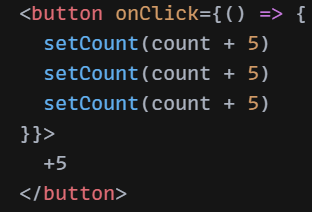 <button onClick={() => {
  setCount(count + 5)
  setCount(count + 5)
  setCount(count + 5)
}}>
  +5
</button>